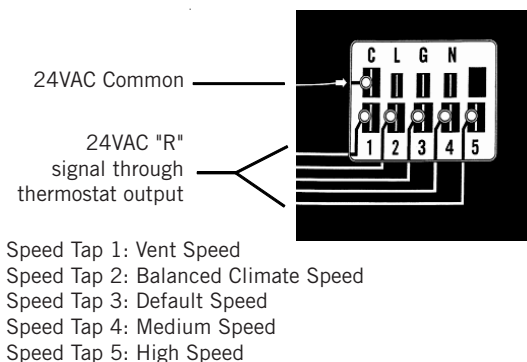 C L G N
24VAC Common
24VAC "R"
signal through
thermostat output
1 2 3 4 5
Speed Tap 1: Vent Speed
Speed Tap 2: Balanced Climate Speed
Speed Tap 3: Default Speed
Speed Tap 4: Medium Speed
Speed Tap 5: High Speed